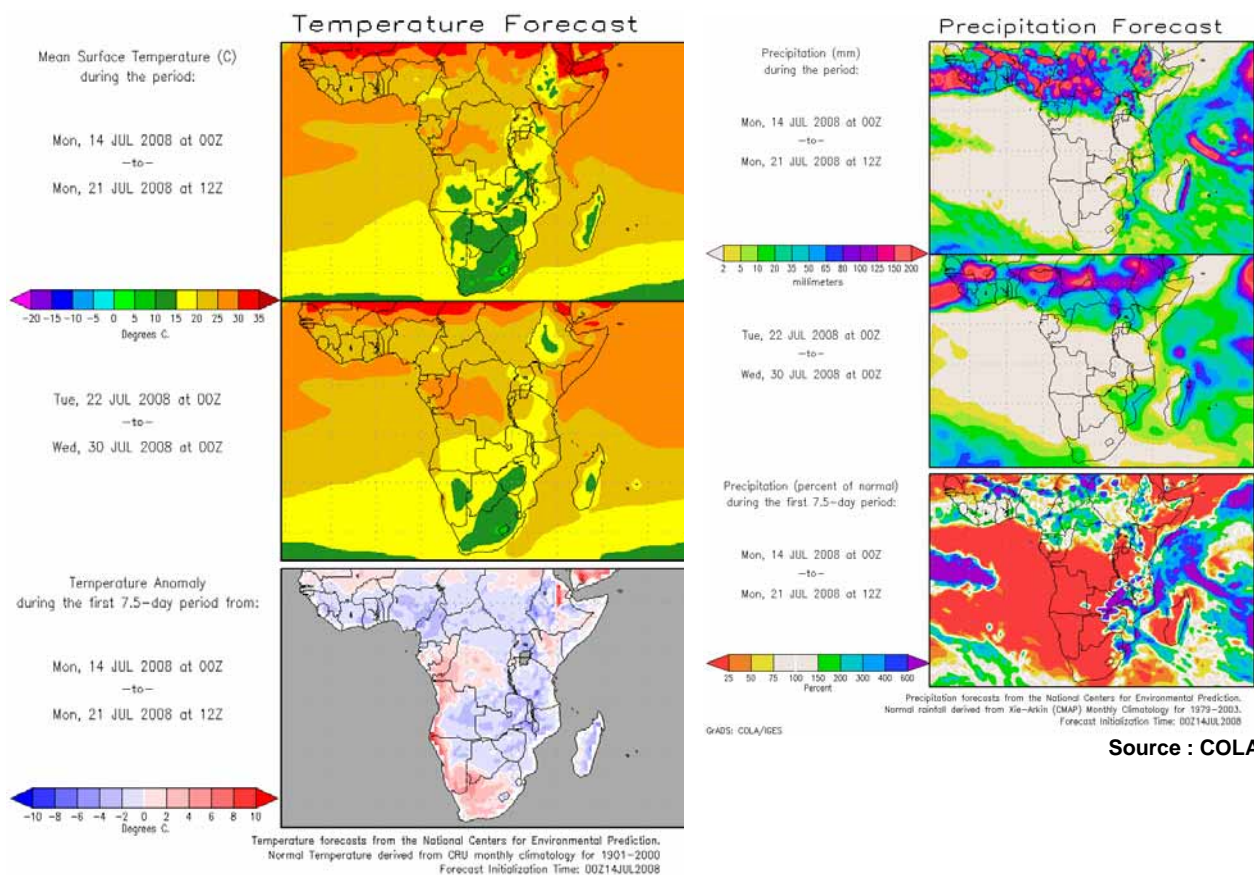 Temperature Forecast
Mean Surface Temperature (C)
during the period:
Mon, 14 JUL 2008 at 00Z
-to-
Mon, 21 JUL 2008 at 12Z
-20 -15 -10 -5 0 5 10 15 20 25 30 35
Degrees C.
Tue, 22 JUL 2008 at 00Z
-to-
Wed, 30 JUL 2008 at 00Z
Temperature Anomaly
during the first 7.5-day period from:
Mon, 14 JUL 2008 at 00Z
-to-
Mon, 21 JUL 2008 at 12Z
-10 -8 -6 -4 -2 0 2 4 6 8 10
Degrees C.
Temperature forecasts from the National Centers for Environmental Prediction.
Normal Temperature derived from CRU monthly climatology for 1901-2000
Forecast Initialization Time: 00Z14JUL2008
Precipitation Forecast
Precipitation (mm)
during the period:
Mon, 14 JUL 2008 at 00Z
-to-
Mon, 21 JUL 2008 at 12Z
2 5 10 20 35 50 65 80 100 125 150 200
millimeters
Tue, 22 JUL 2008 at 00Z
-to-
Wed, 30 JUL 2008 at 00Z
Precipitation (percent of normal)
during the first 7.5-day period:
Mon, 14 JUL 2008 at 00Z
-to-
Mon, 21 JUL 2008 at 12Z
25 50 75 100 115 150 200 300 400 600
Percent
Precipitation forecasts from the National Centers for Environmental Prediction.
Normal rainfall derived from Xie-Arkin (CMAP) Monthly Climatology for 1979-2003.
Forecast Initialization Time: 00Z14JUL2008
GrADS: COLA/IGES
Source : COLA